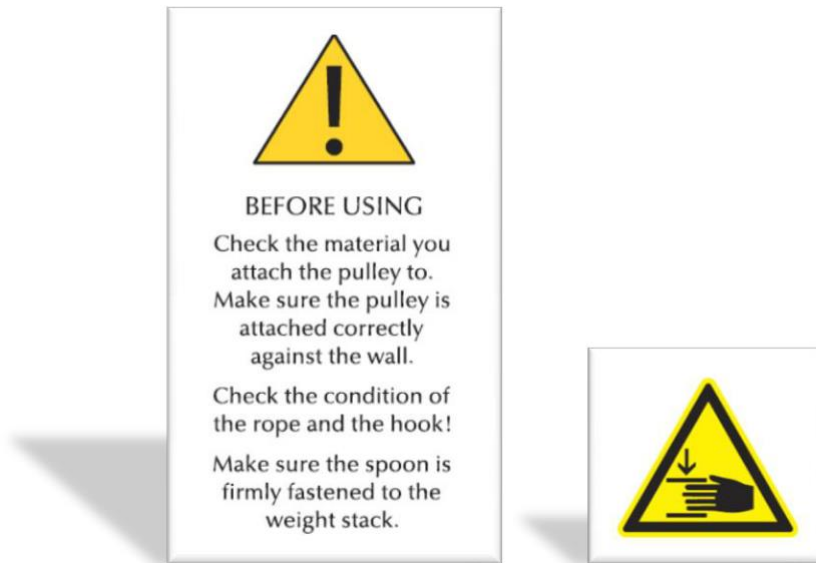 BEFORE USING
Check the material you
attach the pulley to.
Make sure the pulley is
attached correctly
against the wall.
Check the condition of
the rope and the hook!
Make sure the spoon is
firmly fastened to the
weight stack.